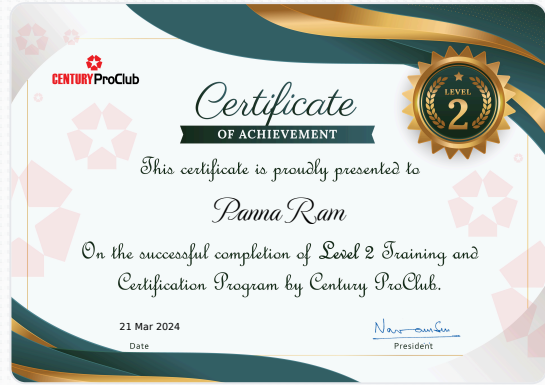 CENTURY ProClub
Certificate
OF ACHIEVEMENT
LEVEL
2
This certificate is proudly presented to
Panna Ram
On the successful completion of Level 2 Training and
Certification Program by Century ProClub.
21 Mar 2024
Date
President